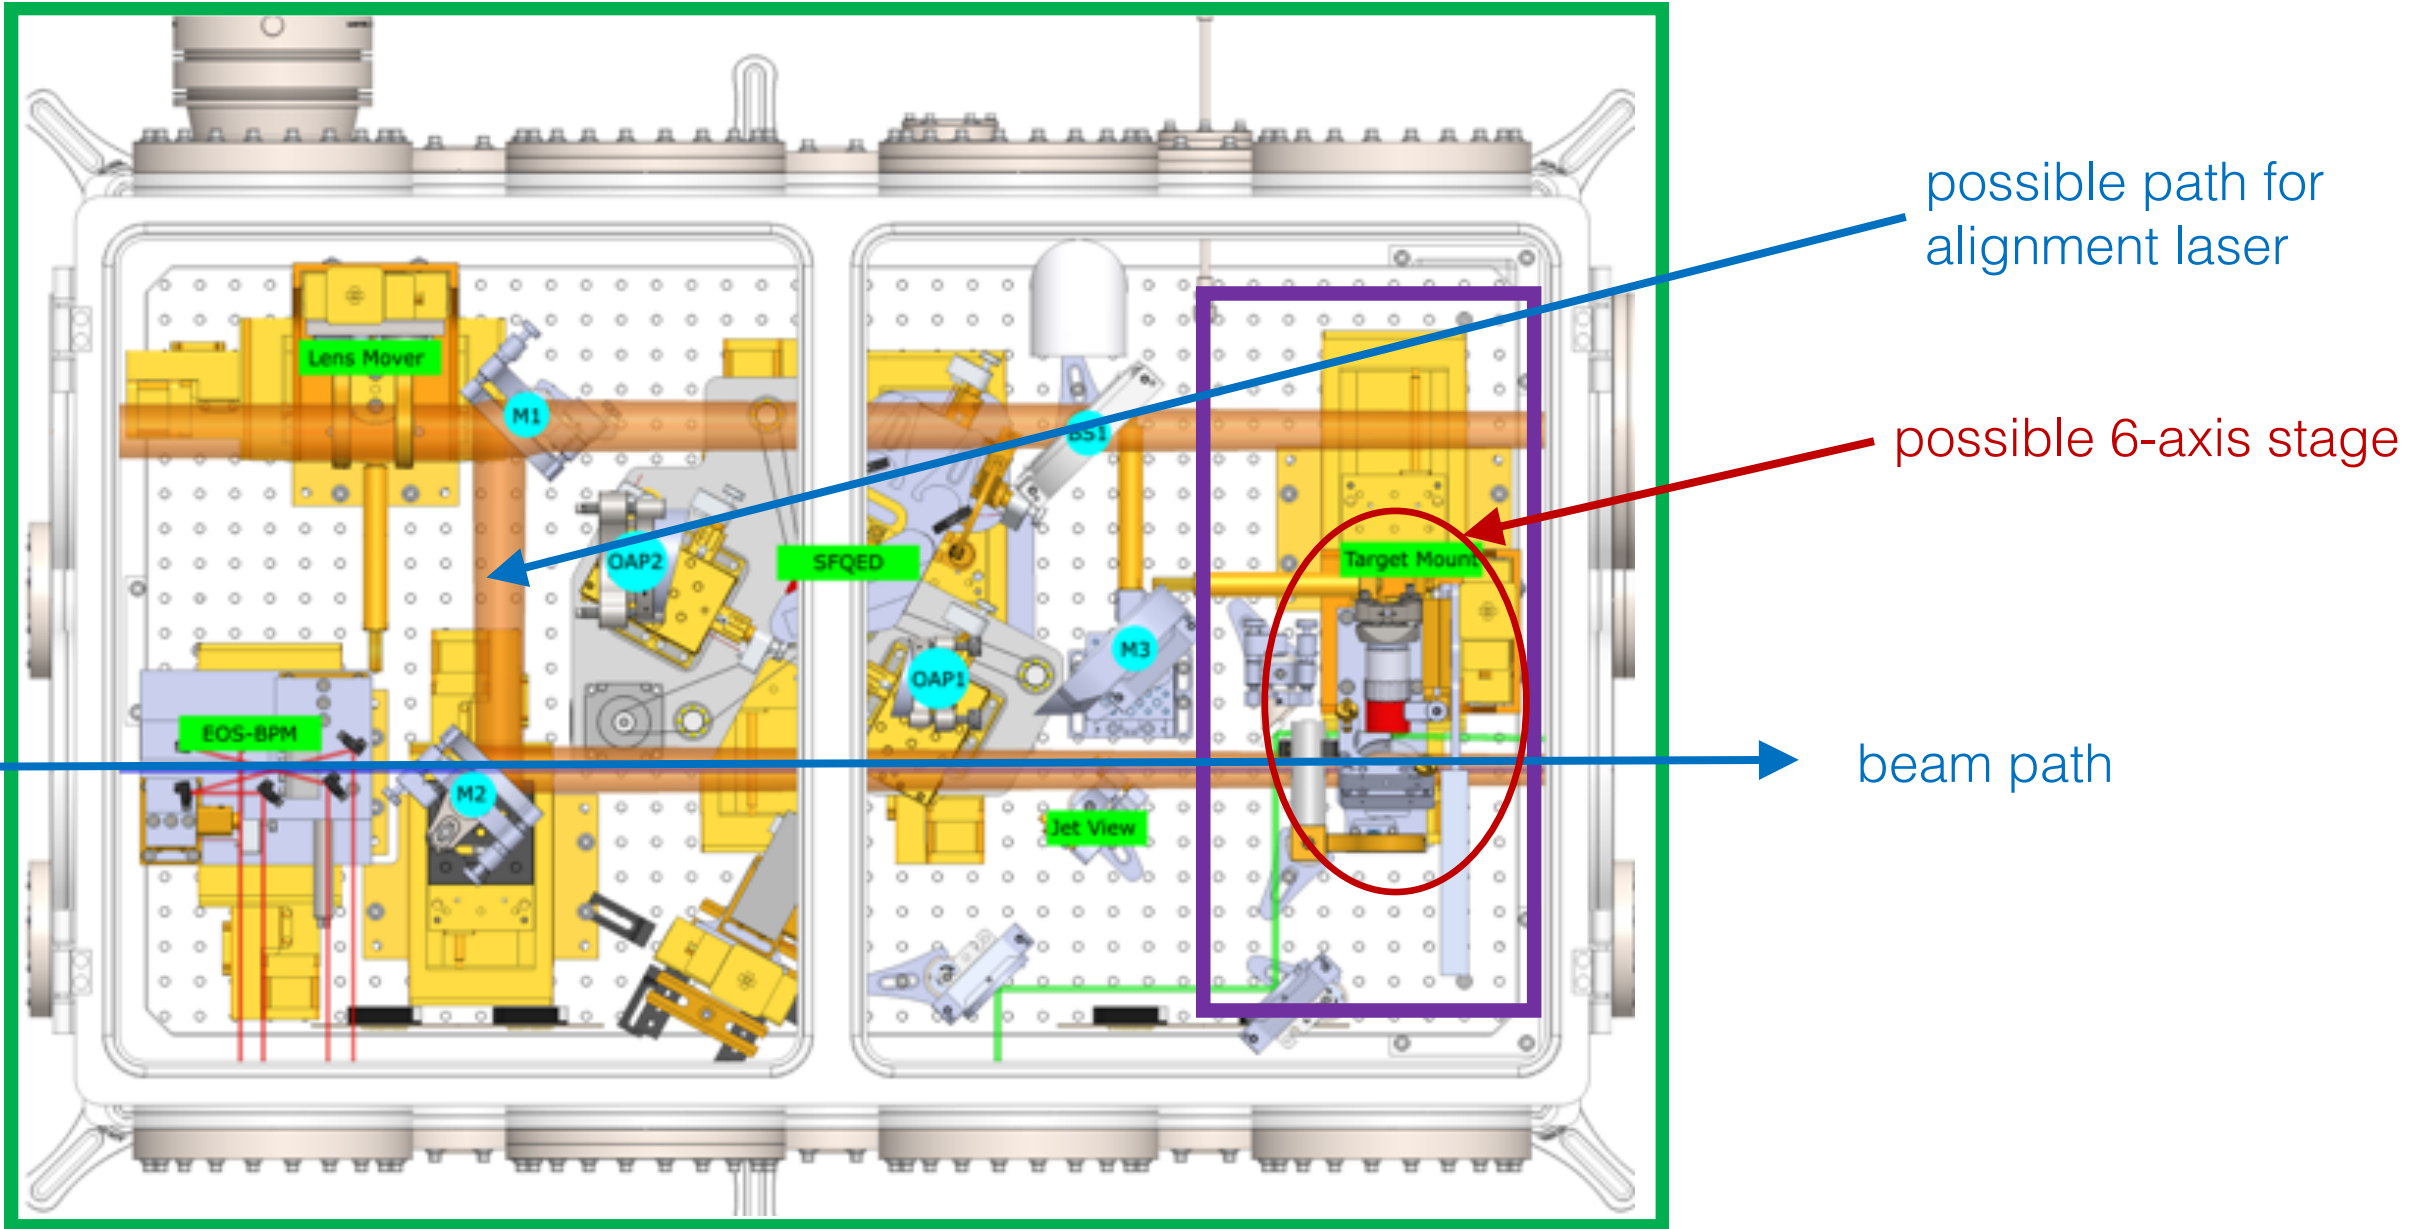 possible path for
alignment laser
Lens Mover
M1
BS1
possible 6-axis stage
OAP2
SFQED
Target Mount
M3
OAP1
EOS-BPM
beam path
M2
Jet View